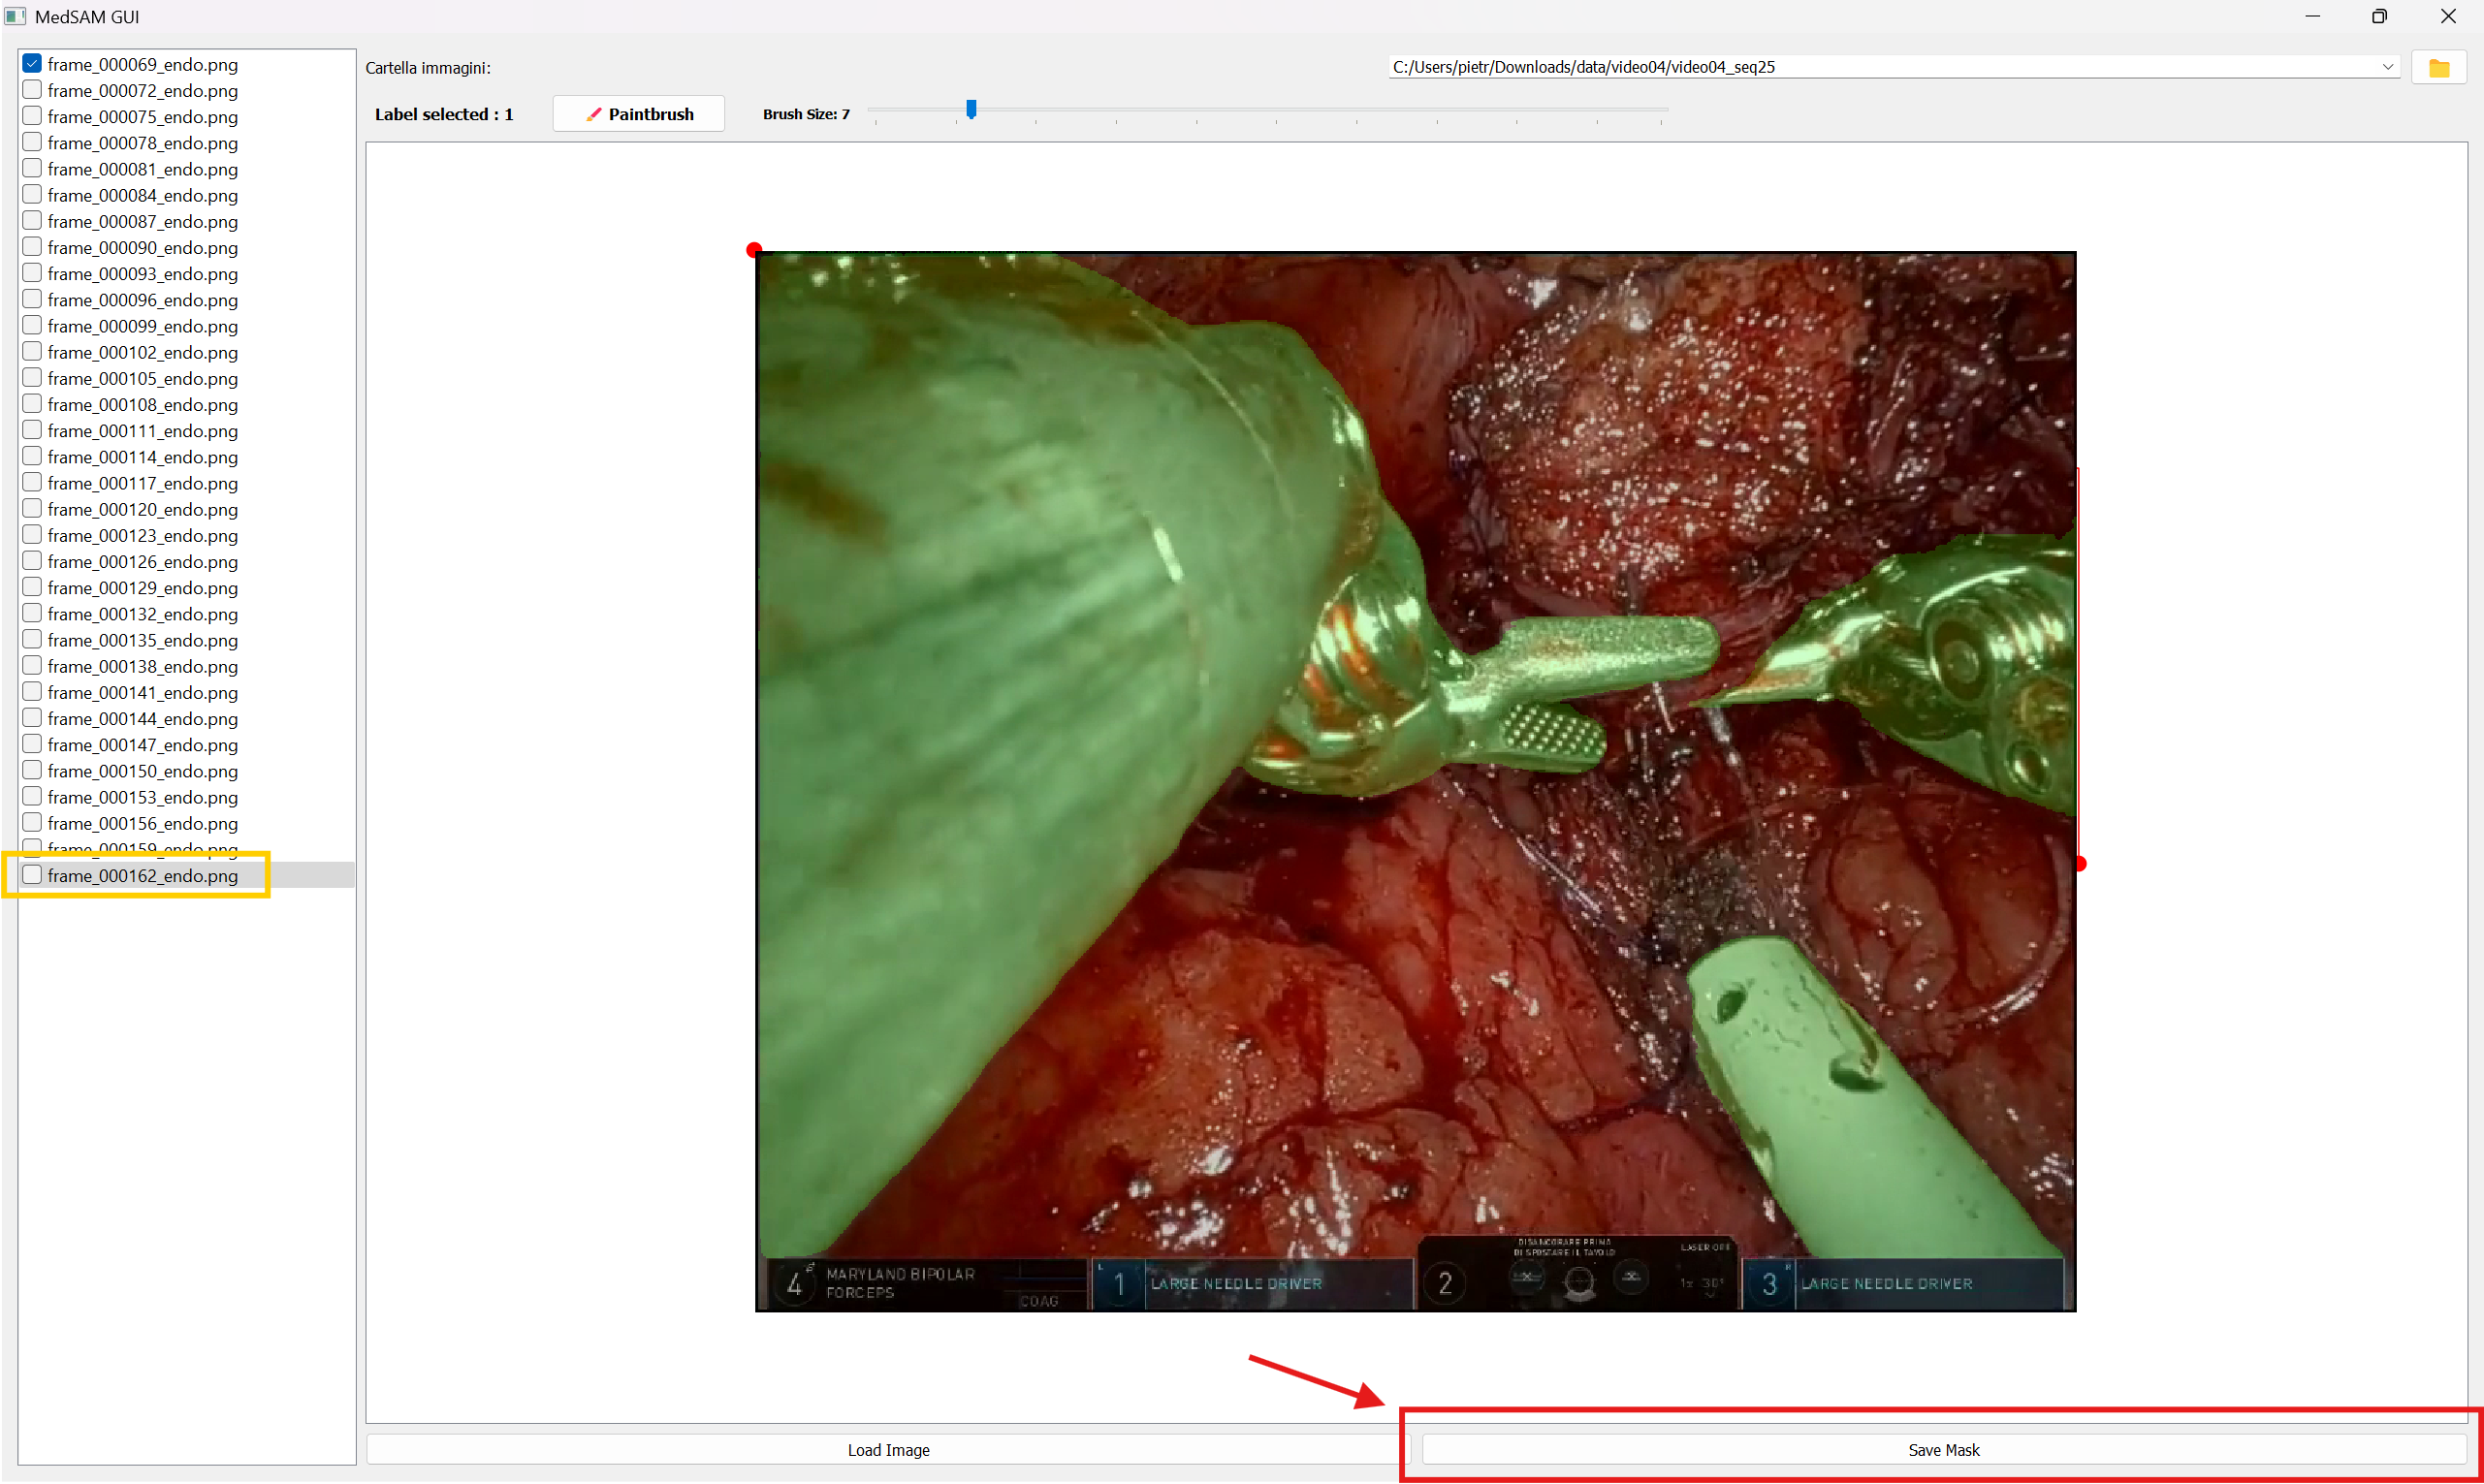 MedSAM GUI
frame_000069_endo.png
frame_000072_endo.png
frame_000075_endo.png
frame_000078_endo.png
frame_000081_endo.png
frame_000084_endo.png
frame_000087_endo.png
frame_000090_endo.png
frame_000093_endo.png
frame_000096_endo.png
frame_000099_endo.png
frame_000102_endo.png
frame_000105_endo.png
frame_000108_endo.png
frame_000111_endo.png
frame_000114_endo.png
frame_000117_endo.png
frame_000120_endo.png
frame_000123_endo.png
frame_000126_endo.png
frame_000129_endo.png
frame_000132_endo.png
frame_000135_endo.png
frame_000138_endo.png
frame_000141_endo.png
frame_000144_endo.png
frame_000147_endo.png
frame_000150_endo.png
frame_000153_endo.png
frame_000156_endo.png
frame_000159_endo.png
frame_000162_endo.png
Cartella immagini:
C:/Users/pietr/Downloads/data/video04/video04_seq25
Label selected : 1
Paintbrush
Brush Size: 7
4
MARYLAND BIPOLAR
FORCEPS
COAG
L
1
LARGE NEEDLE DRIVER
2
DISANCORARE PRIMA
DI SPOSTARE IL TAVOLO
LASER OFF
1x 30°
R
3
LARGE NEEDLE DRIVER
Load Image
Save Mask